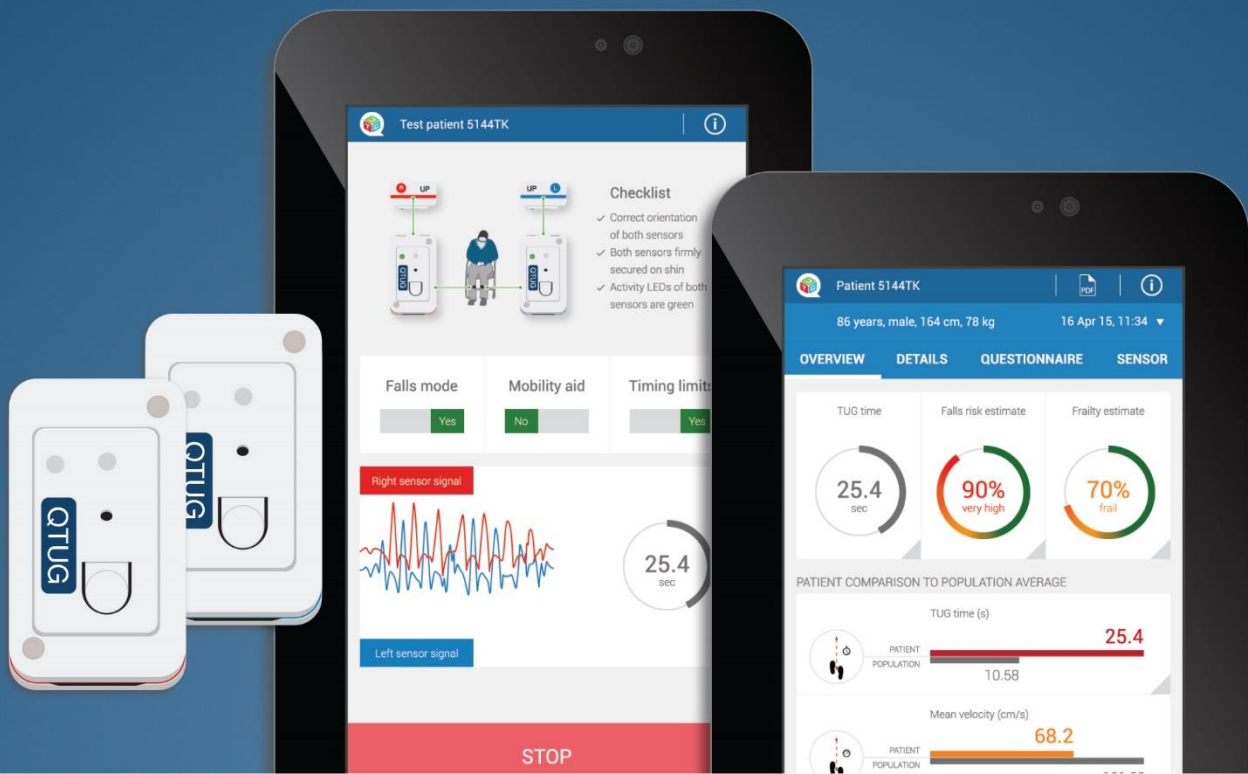 QTUG
QTUG
Test patient 5144TK
R UP
UP L
QTUG
QTUG
Checklist
Correct orientation
of both sensors
Both sensors firmly
secured on shin
Activity LEDs of both
sensors are green
Falls mode
Yes
Mobility aid
No
Timing limits
Yes
Right sensor signal
25.4
sec
Left sensor signal
STOP
Patient 5144TK
PDF
86 years, male, 164 cm, 78 kg
16 Apr 15, 11:34
OVERVIEW DETAILS QUESTIONNAIRE SENSOR
TUG time
25.4
sec
Falls risk estimate
90%
very high
Frailty estimate
70%
frail
PATIENT COMPARISON TO POPULATION AVERAGE
TUG time (s)
25.4
PATIENT
POPULATION
10.58
Mean velocity (cm/s)
68.2
PATIENT
POPULATION